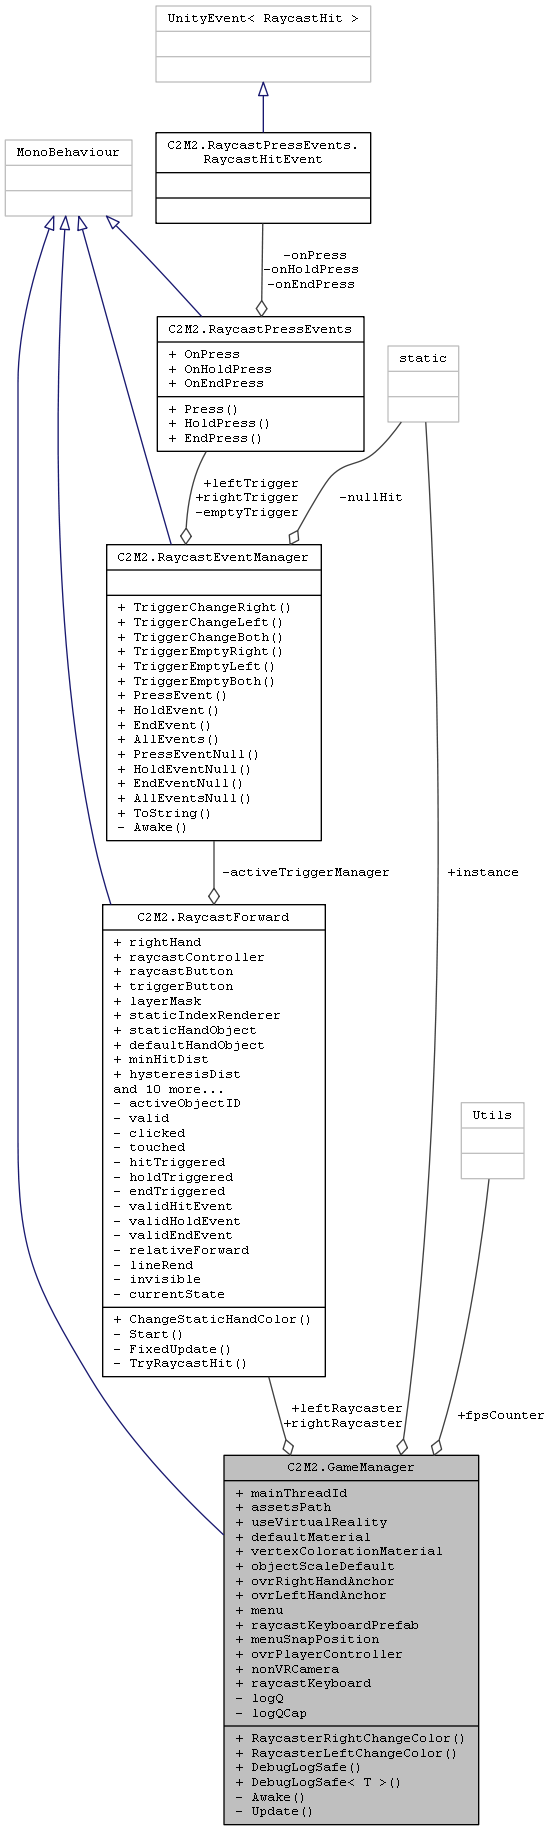 UnityEvent< RaycastHit >
C2M2.RaycastPressEvents.
RaycastHitEvent
MonoBehaviour
-onPress
-onHoldPress
-onEndPress
C2M2.RaycastPressEvents
+ OnPress
+ OnHoldPress
+ OnEndPress
+ Press()
+ HoldPress()
+ EndPress()
static
+leftTrigger
+rightTrigger
-emptyTrigger
-nullHit
C2M2.RaycastEventManager
+ TriggerChangeRight()
+ TriggerChangeLeft()
+ TriggerChangeBoth()
+ TriggerEmptyRight()
+ TriggerEmptyLeft()
+ TriggerEmptyBoth()
+ PressEvent()
+ HoldEvent()
+ EndEvent()
+ AllEvents()
+ PressEventNull()
+ HoldEventNull()
+ EndEventNull()
+ AllEventsNull()
+ ToString()
- Awake()
-activeTriggerManager
+instance
C2M2.RaycastForward
+ rightHand
+ raycastController
+ raycastButton
+ triggerButton
+ layerMask
+ staticIndexRenderer
+ staticHandObject
+ defaultHandObject
+ minHitDist
+ hysteresisDist
and 10 more...
- activeObjectID
- valid
- clicked
- touched
- hitTriggered
- holdTriggered
- endTriggered
- validHitEvent
- validHoldEvent
- validEndEvent
- relativeForward
- lineRend
- invisible
- currentState
+ ChangeStaticHandColor()
- Start()
- FixedUpdate()
- TryRaycastHit()
Utils
+leftRaycaster
+rightRaycaster
+fpsCounter
C2M2.GameManager
+ mainThreadId
+ assetsPath
+ useVirtualReality
+ defaultMaterial
+ vertexColorationMaterial
+ objectScaleDefault
+ ovrRightHandAnchor
+ ovrLeftHandAnchor
+ menu
+ raycastKeyboardPrefab
+ menuSnapPosition
+ ovrPlayerController
+ nonVRCamera
+ raycastKeyboard
- logQ
- logQCap
+ RaycasterRightChangeColor()
+ RaycasterLeftChangeColor()
+ DebugLogSafe()
+ DebugLogSafe< T >()
- Awake()
- Update()